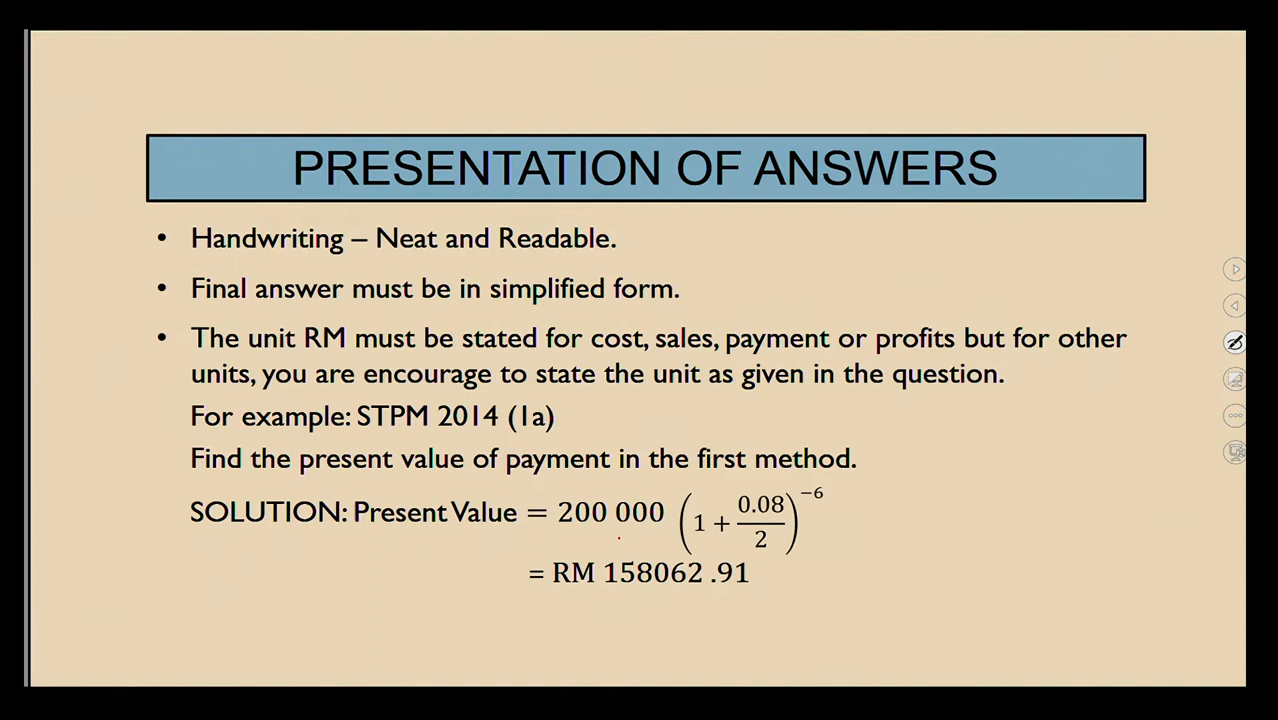 PRESENTATION OF ANSWERS
• Handwriting – Neat and Readable.
• Final answer must be in simplified form.
• The unit RM must be stated for cost, sales, payment or profits but for other
units, you are encourage to state the unit as given in the question.
For example: STPM 2014 (1a)
Find the present value of payment in the first method.
SOLUTION: Present Value = 200 000 (1 + 0.08/2)^−6
= RM 158062 .91